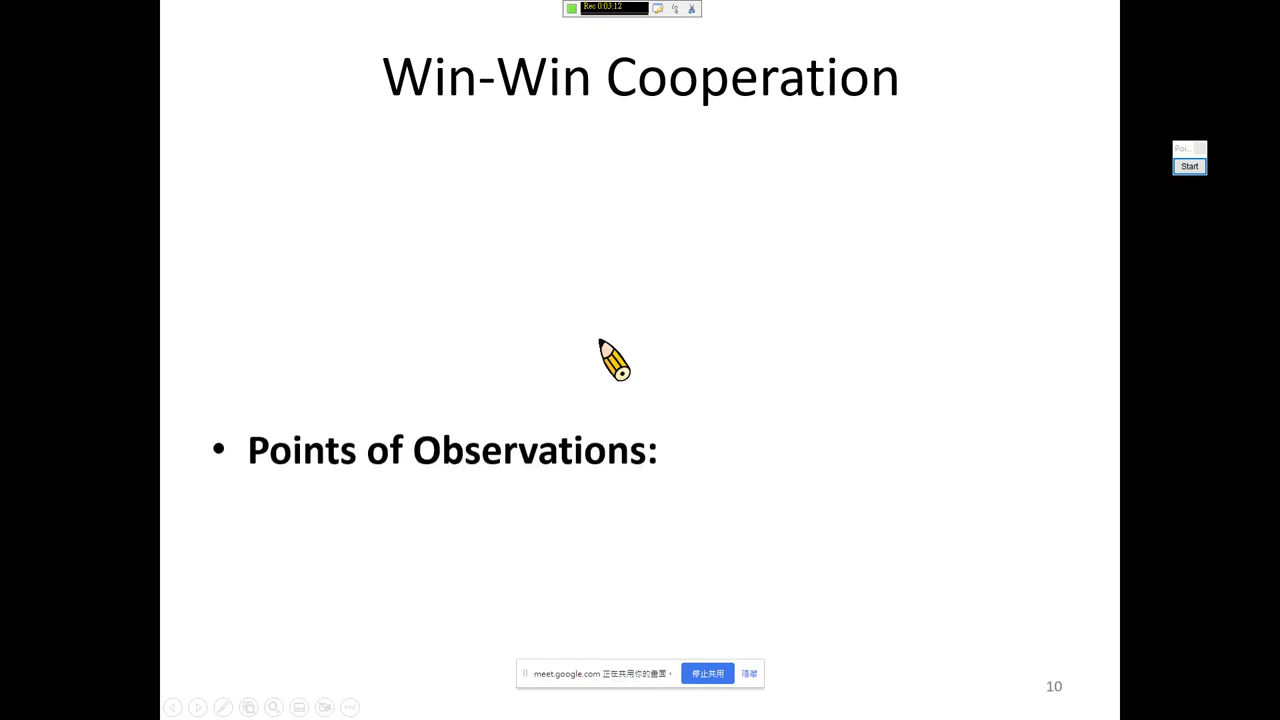 Rec 0:03:12
Win-Win Cooperation
Poi...
Start
• Points of Observations:
meet.google.com 正在共用你的畫面。
停止共用
隱藏
10